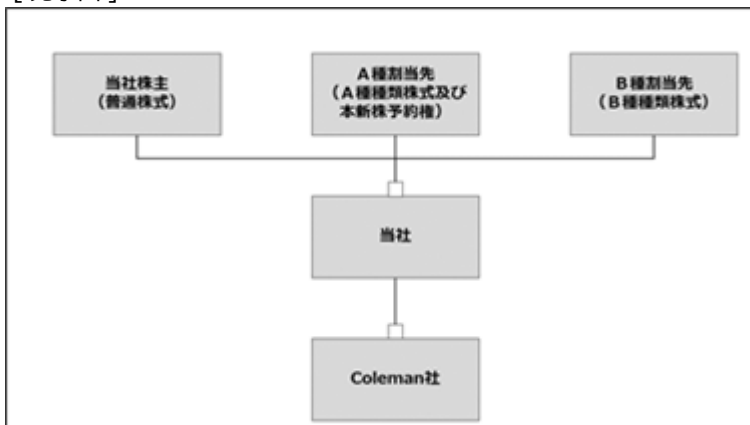 当社株主
(普通株式)
A種割当先
(A種種類株式及び
本新株予約権)
B種割当先
(B種種類株式)
当社
Coleman社